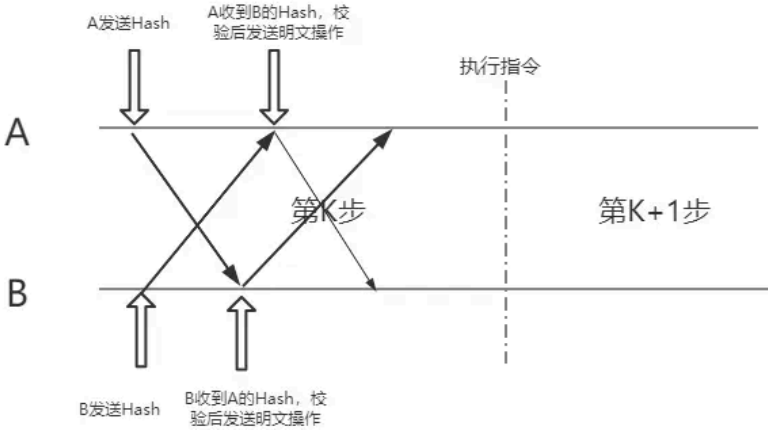 A发送Hash
A收到B的Hash，校
验后发送明文操作
执行指令
A
第K步
第K+1步
B
B发送Hash
B收到A的Hash，校
验后发送明文操作